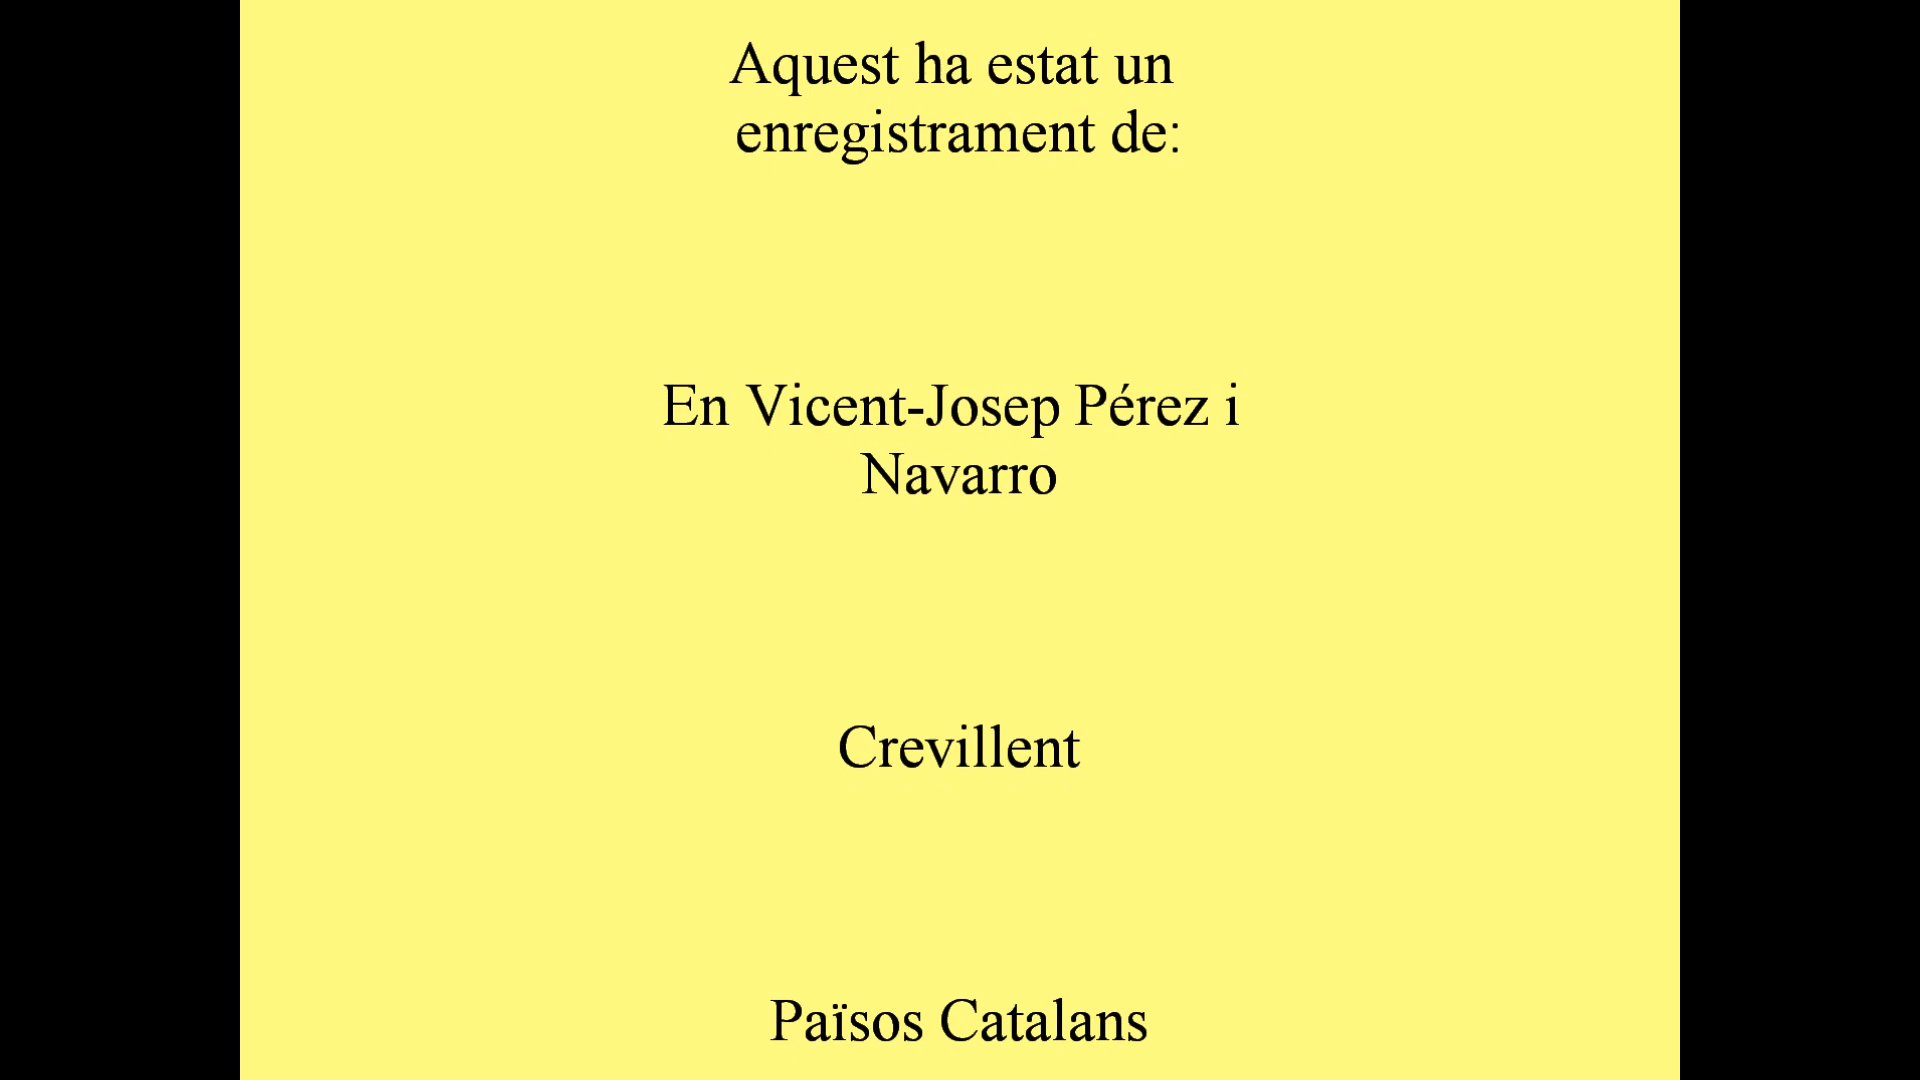 Aquest ha estat un
enregistrament de:
En Vicent-Josep Pérez i
Navarro
Crevillent
Països Catalans